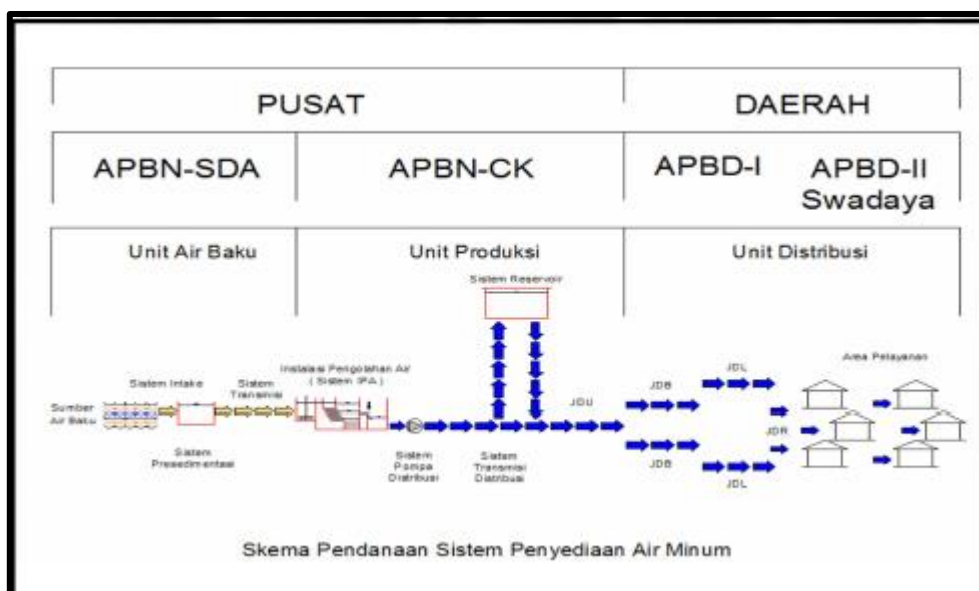 PUSAT
DAERAH
APBN-SDA
APBN-CK
APBD-I
APBD-II
Swadaya
Unit Air Baku
Unit Produksi
Unit Distribusi
Sistem Reservoir
Sumber
Air Baku
Sistem Intake
Sistem
Presedimentasi
Sistem
Transmisi
Instalasi Pengolahan Air
( Sistem IPA )
Sistem
Pompa
Distribusi
Sistem
Transmisi
Distribusi
JDU
JDB
JDL
JDB
JDL
JDR
Area Pelayanan
Skema Pendanaan Sistem Penyediaan Air Minum